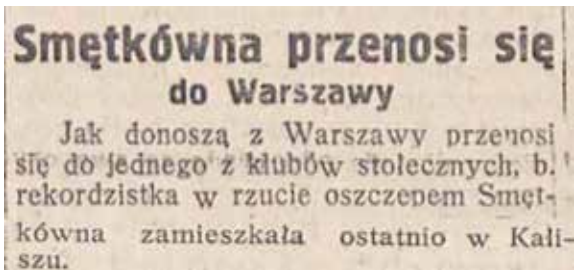 Smętkówna przenosi się
do Warszawy
Jak donoszą z Warszawy przenosi
się do jednego z klubów stołecznych, b.
rekordzistka w rzucie oszczepem Smęt-
kówna zamieszkała ostatnio w Kali-
szu.